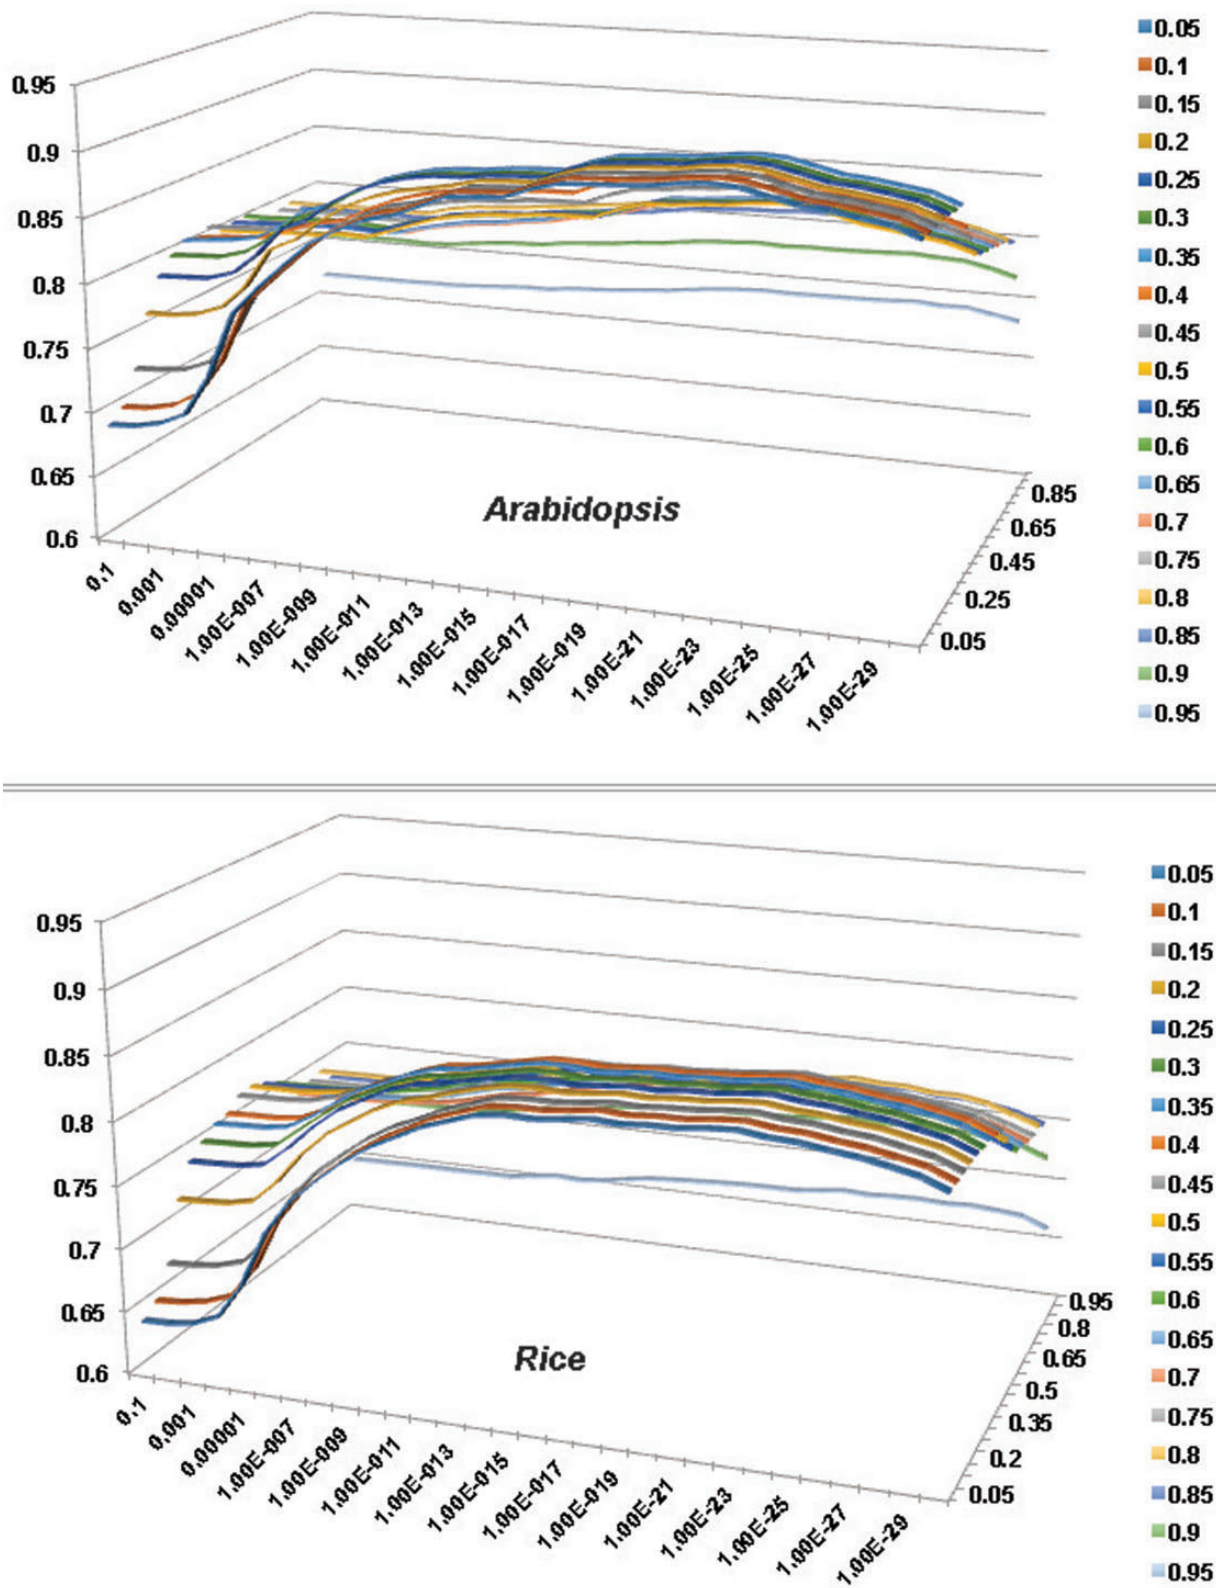 0.95
0.9
0.85
0.8
0.75
0.7
0.65
0.6
0.1
0.001
0.00001
1.00E-007
1.00E-009
1.00E-011
1.00E-013
1.00E-015
1.00E-017
1.00E-019
1.00E-21
1.00E-23
1.00E-25
1.00E-27
1.00E-29
0.85
0.65
0.45
0.25
0.05
Arabidopsis
0.05
0.1
0.15
0.2
0.25
0.3
0.35
0.4
0.45
0.5
0.55
0.6
0.65
0.7
0.75
0.8
0.85
0.9
0.95
0.95
0.9
0.85
0.8
0.75
0.7
0.65
0.6
0.1
0.001
0.00001
1.00E-007
1.00E-009
1.00E-011
1.00E-013
1.00E-015
1.00E-017
1.00E-019
1.00E-21
1.00E-23
1.00E-25
1.00E-27
1.00E-29
0.95
0.8
0.65
0.5
0.35
0.2
0.05
Rice
0.05
0.1
0.15
0.2
0.25
0.3
0.35
0.4
0.45
0.5
0.55
0.6
0.65
0.7
0.75
0.8
0.85
0.9
0.95